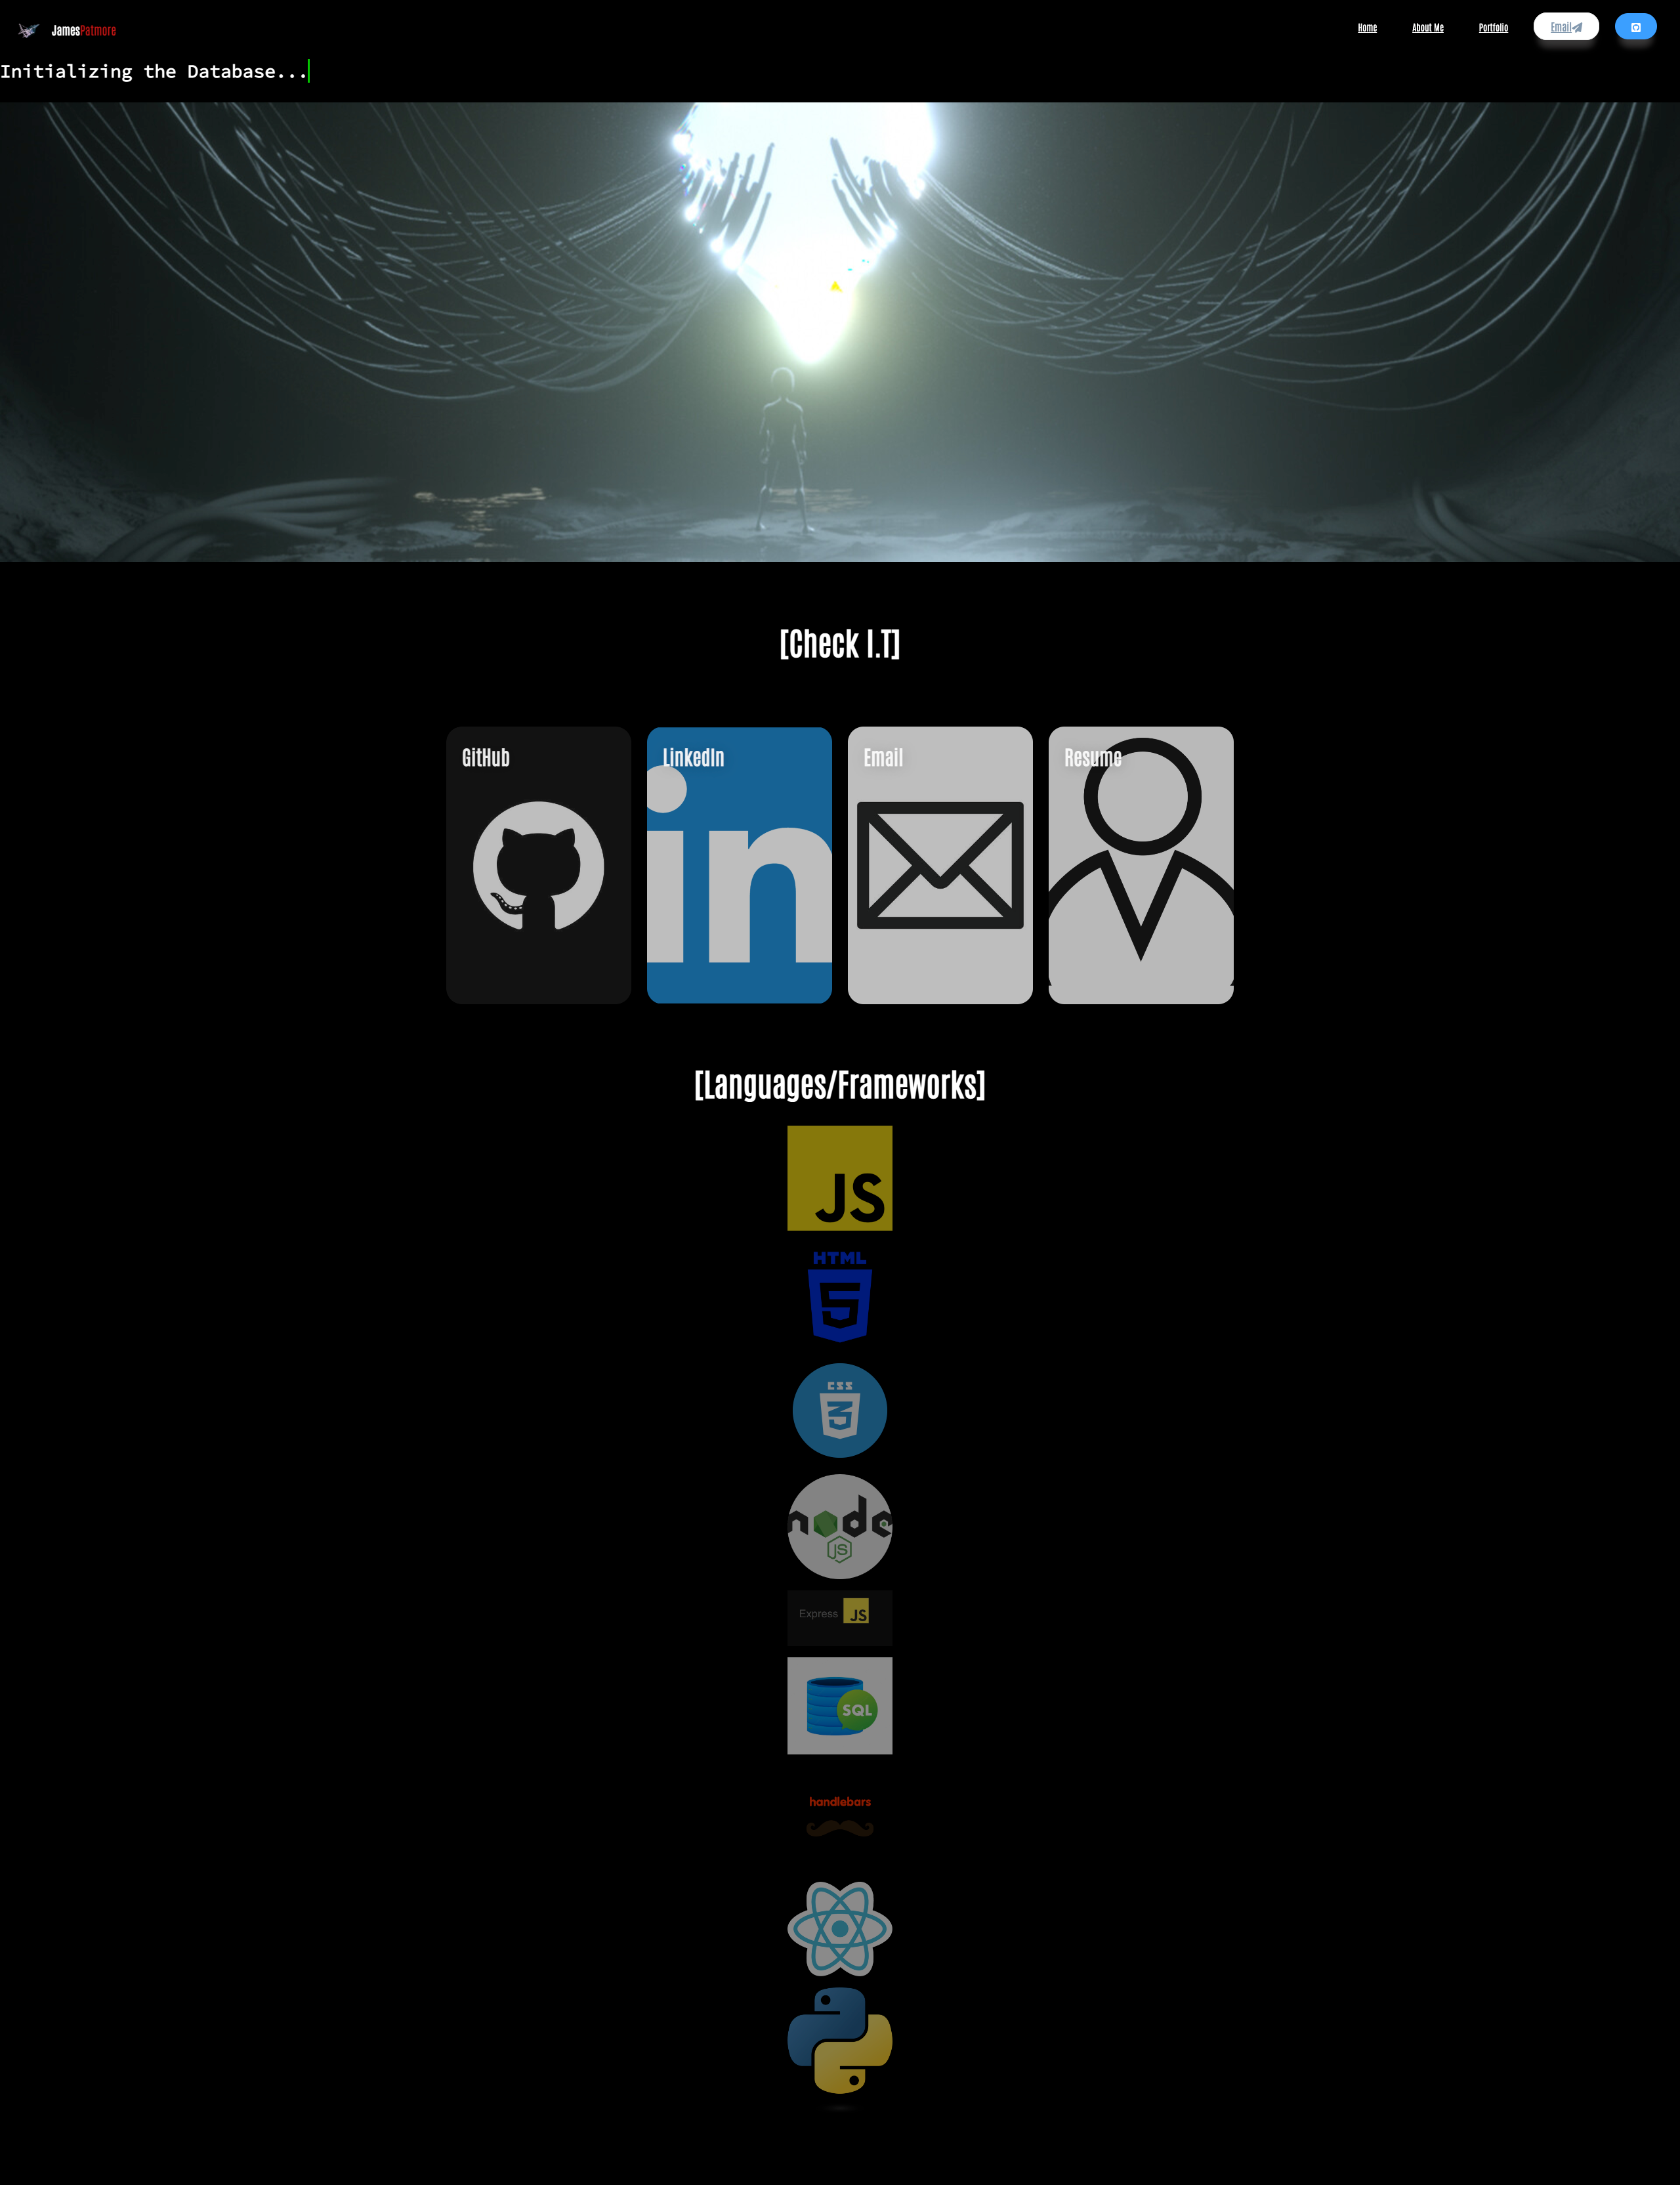 JamesPatmore
Home
About Me
Portfolio
Email
Initializing the Database...
[Check I.T]
GitHub
LinkedIn
Email
Resume
in
[Languages/Frameworks]
JS
HTML
5
CSS
3
node
JS
Express
JS
SQL
handlebars